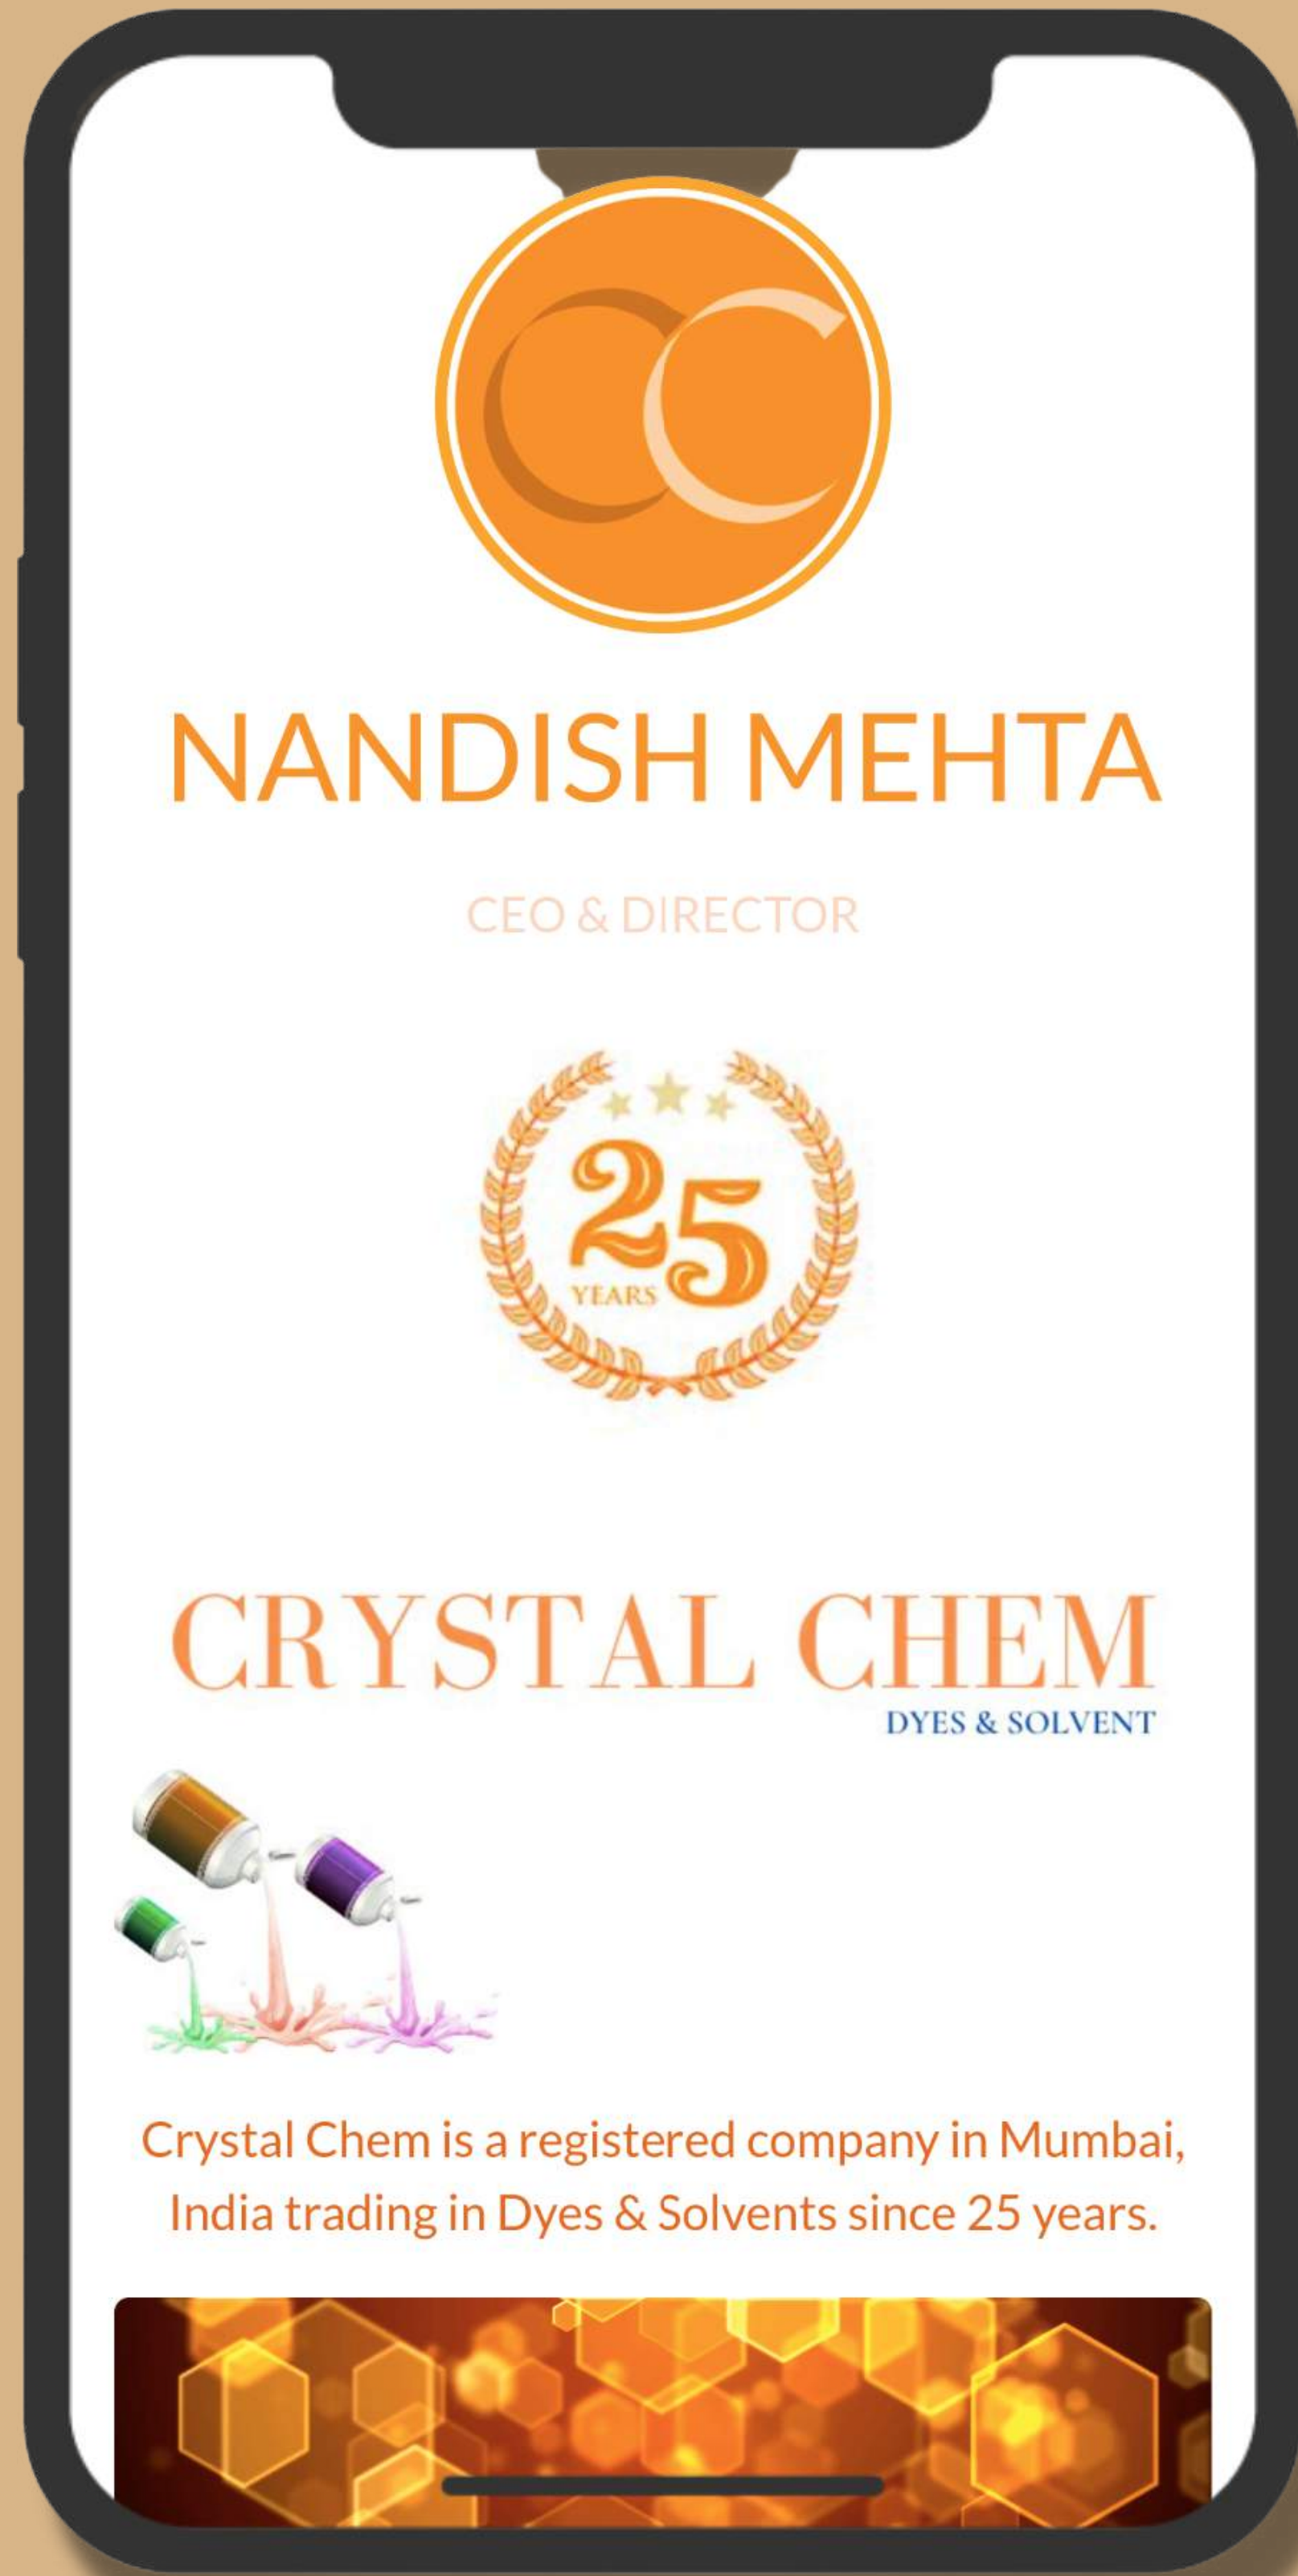 CC
NANDISH MEHTA
CEO & DIRECTOR
25
YEARS
CRYSTAL CHEM
DYES & SOLVENT
Crystal Chem is a registered company in Mumbai,
India trading in Dyes & Solvents since 25 years.